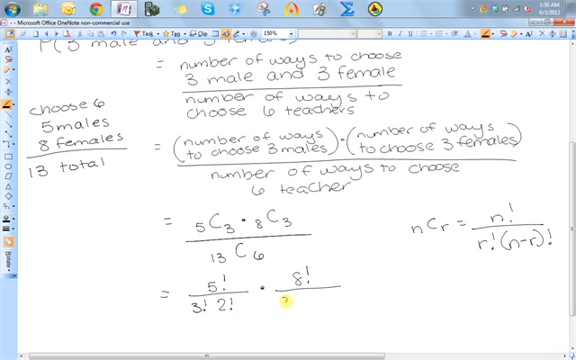 Microsoft Office OneNote non-commercial use
Type
Tag
150%
1:00 AM
6/1/2012
= number of ways to choose
3 male and 3 female
number of ways to
choose 6 teachers
choose 6
5 males
8 females
13 total
= (number of ways to choose 3 males) · (number of ways to choose 3 females)
number of ways to choose
6 teacher
= 5C3 · 8C3
13C6
nCr = n!
r!(n-r)!
= 5! · 8!
3! 2!